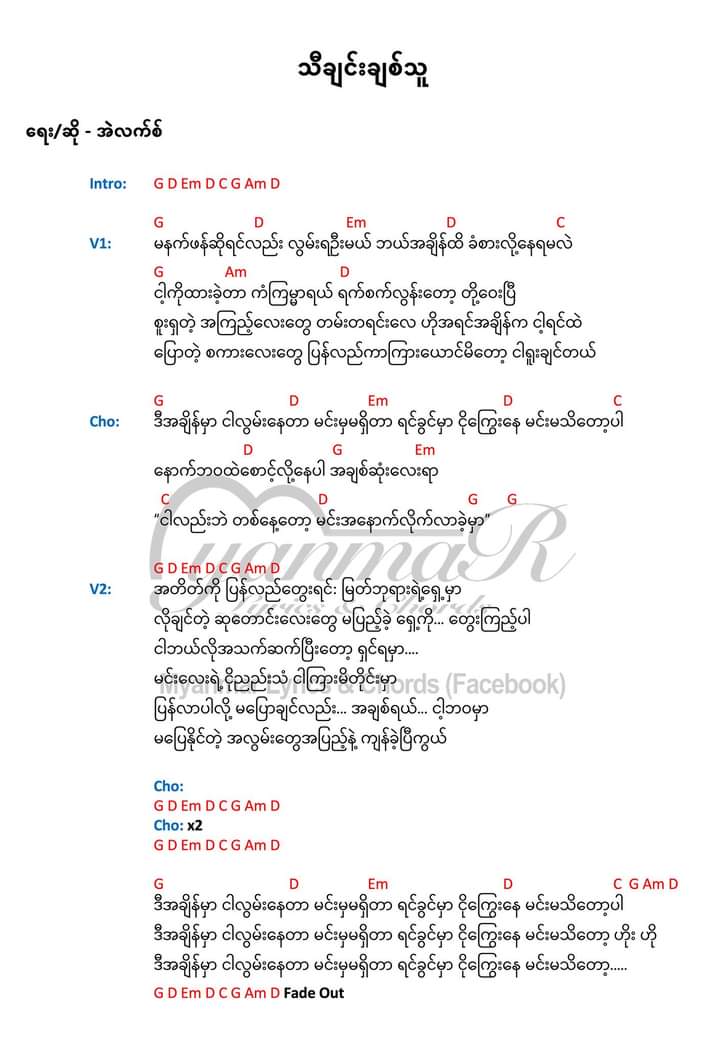 သီချင်းချစ်သူ
ရေး/ဆို - အဲလက်စ်
Intro: G D Em D C G Am D
G D Em D C
V1: မနက်ဖန်ဆိုရင်လည်း လွမ်းရဦးမယ် ဘယ်အချိန်ထိ ခံစားလို့နေရမလဲ
G Am D
ငါ့ကိုထားခဲ့တာ ကံကြမ္မာရယ် ရက်စက်လွန်းတော့ တို့ဝေးပြီ
စူးရှတဲ့ အကြည့်လေးတွေ တမ်းတရင်းလေ ဟိုအရင်အချိန်က ငါ့ရင်ထဲ
ပြောတဲ့ စကားလေးတွေ ပြန်လည်ကာကြားယောင်မိတော့ ငါရူးချင်တယ်
G D Em D C
Cho: ဒီအချိန်မှာ ငါလွမ်းနေတာ မင်းမှမရှိတာ ရင်ခွင်မှာ ငိုကြွေးနေ မင်းမသိတော့ပါ
D G Em
နောက်ဘဝထဲစောင့်လို့နေပါ အချစ်ဆုံးလေးရာ
C D G G
"ငါလည်းဘဲ တစ်နေ့တော့ မင်းအနောက်လိုက်လာခဲ့မှာ"
G D Em D C G Am D
V2: အတိတ်ကို ပြန်လည်တွေးရင်း မြတ်ဘုရားရဲ့ရှေ့မှာ
လိုချင်တဲ့ ဆုတောင်းလေးတွေ မပြည့်ခဲ့ ရှေ့ကို... တွေးကြည့်ပါ
ငါဘယ်လိုအသက်ဆက်ပြီးတော့ ရှင်ရမှာ....
မင်းလေးရဲ့ ငိုညည်းသံ ငါကြားမိတိုင်းမှာ
ပြန်လာပါလို့ မပြောချင်လည်း... အချစ်ရယ်... ငါ့ဘဝမှာ
မပြေနိုင်တဲ့ အလွမ်းတွေအပြည့်နဲ့ ကျန်ခဲ့ပြီကွယ်
Cho:
G D Em D C G Am D
Cho: x2
G D Em D C G Am D
G D Em D C G Am D
ဒီအချိန်မှာ ငါလွမ်းနေတာ မင်းမှမရှိတာ ရင်ခွင်မှာ ငိုကြွေးနေ မင်းမသိတော့ပါ
ဒီအချိန်မှာ ငါလွမ်းနေတာ မင်းမှမရှိတာ ရင်ခွင်မှာ ငိုကြွေးနေ မင်းမသိတော့ ဟိုး ဟို
ဒီအချိန်မှာ ငါလွမ်းနေတာ မင်းမှမရှိတာ ရင်ခွင်မှာ ငိုကြွေးနေ မင်းမသိတော့.....
G D Em D C G Am D Fade Out
myanmaR
Lyrics & Chords
Myanmar Lyrics & Chords (Facebook)